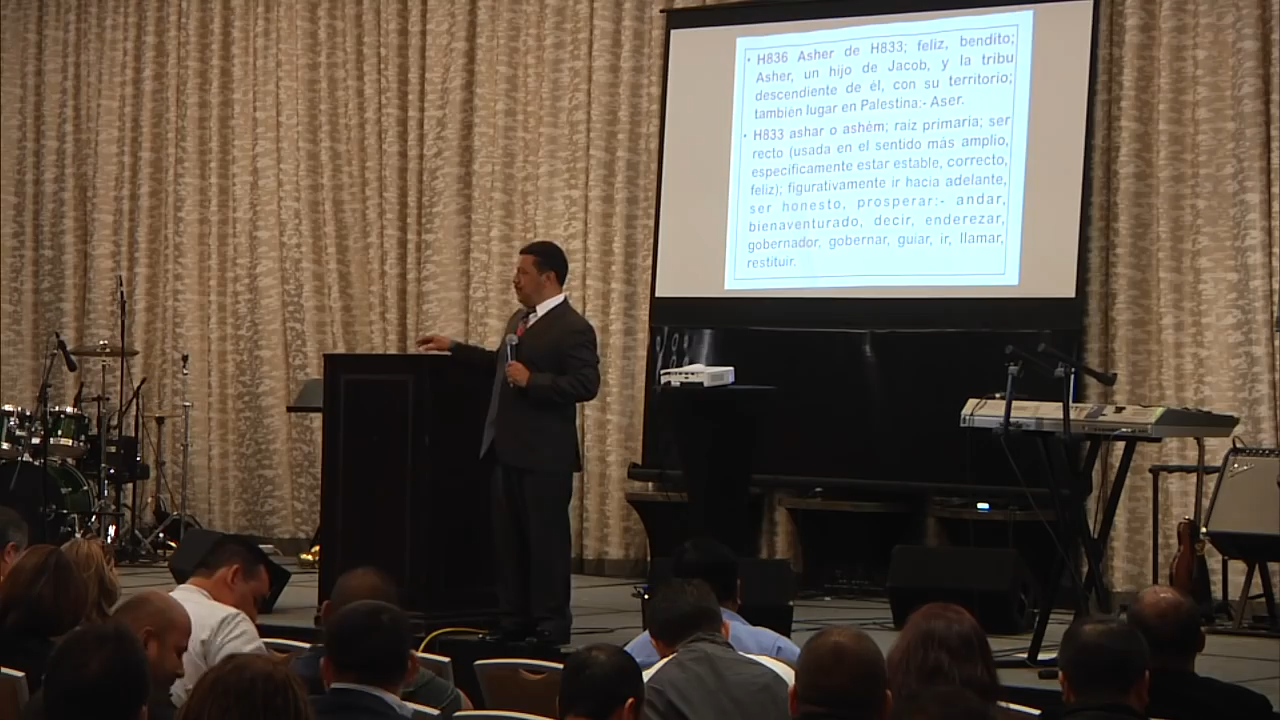 • H836 Asher de H833; feliz, bendito;
Asher, un hijo de Jacob, y la tribu
descendiente de él, con su territorio;
también lugar en Palestina:- Aser.
• H833 ashar o ashêm; raíz primaria; ser
recto (usada en el sentido más amplio,
específicamente estar estable, correcto,
feliz); figurativamente ir hacia adelante,
ser honesto, prosperar:- andar,
bienaventurado, decir, enderezar,
gobernador, gobernar, guiar, ir, llamar,
restituir.